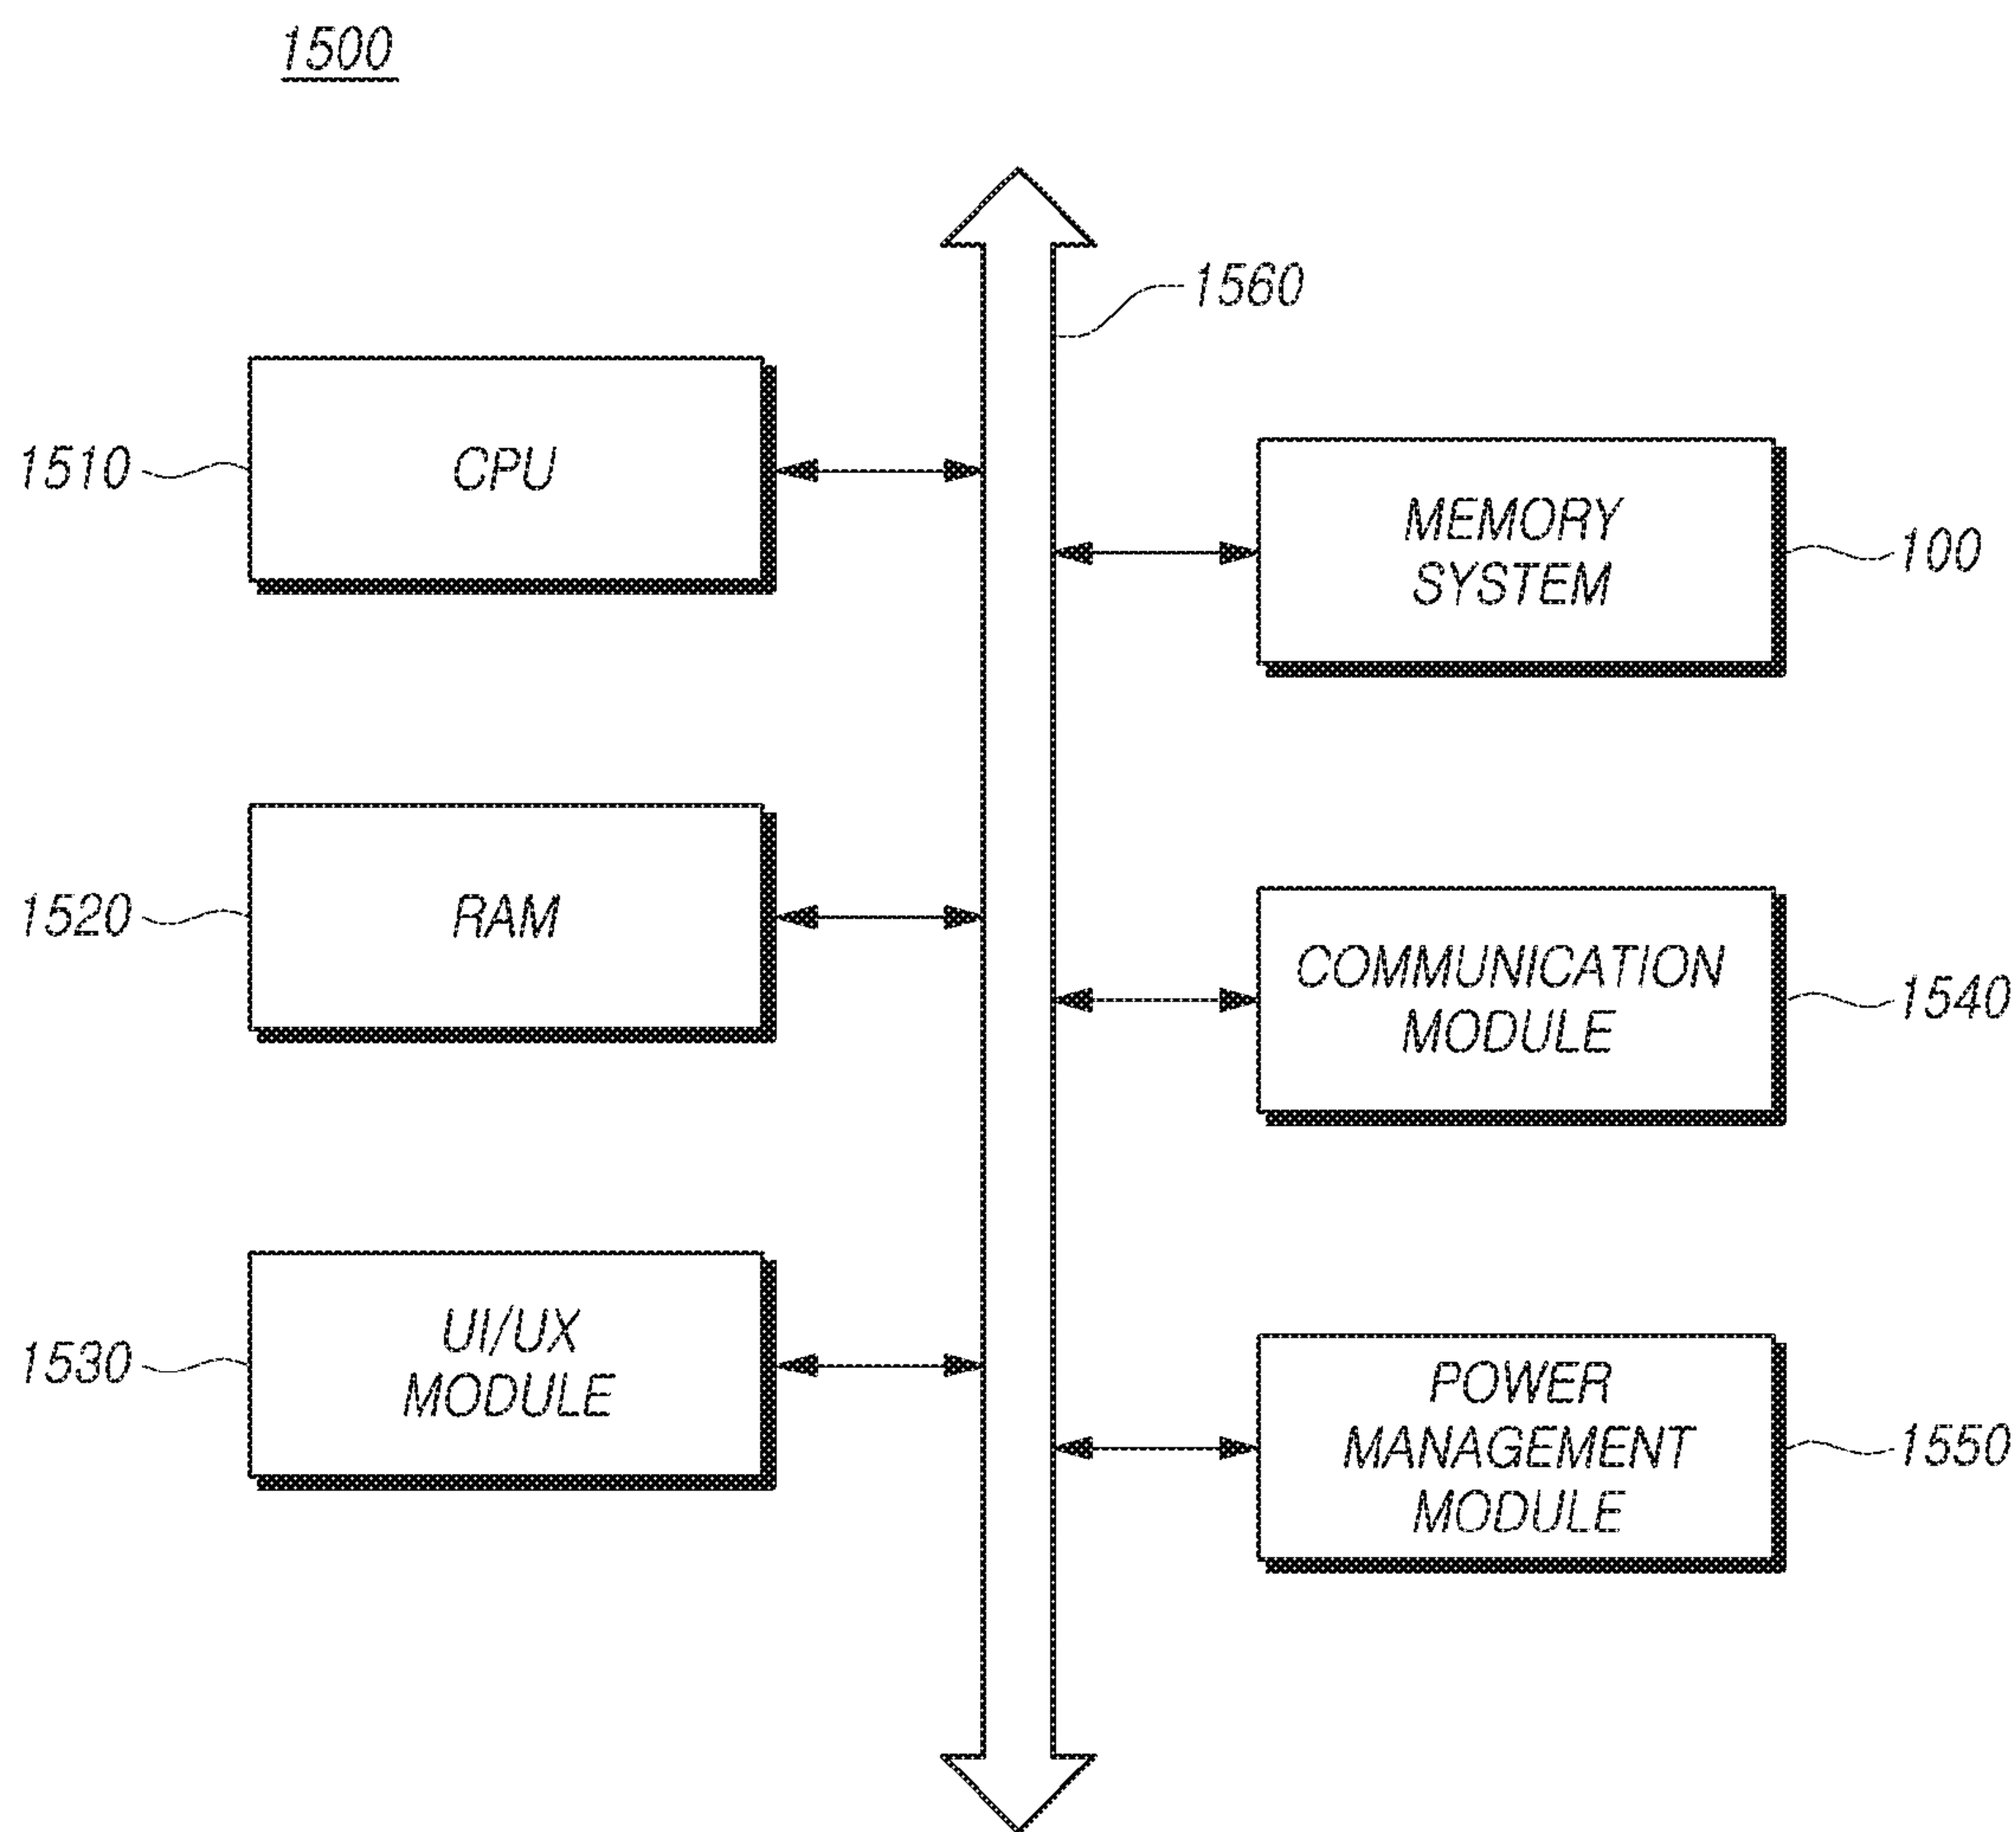 1500
1560
1510
CPU
MEMORY
SYSTEM
100
1520
RAM
COMMUNICATION
MODULE
1540
1530
UI/UX
MODULE
POWER
MANAGEMENT
MODULE
1550